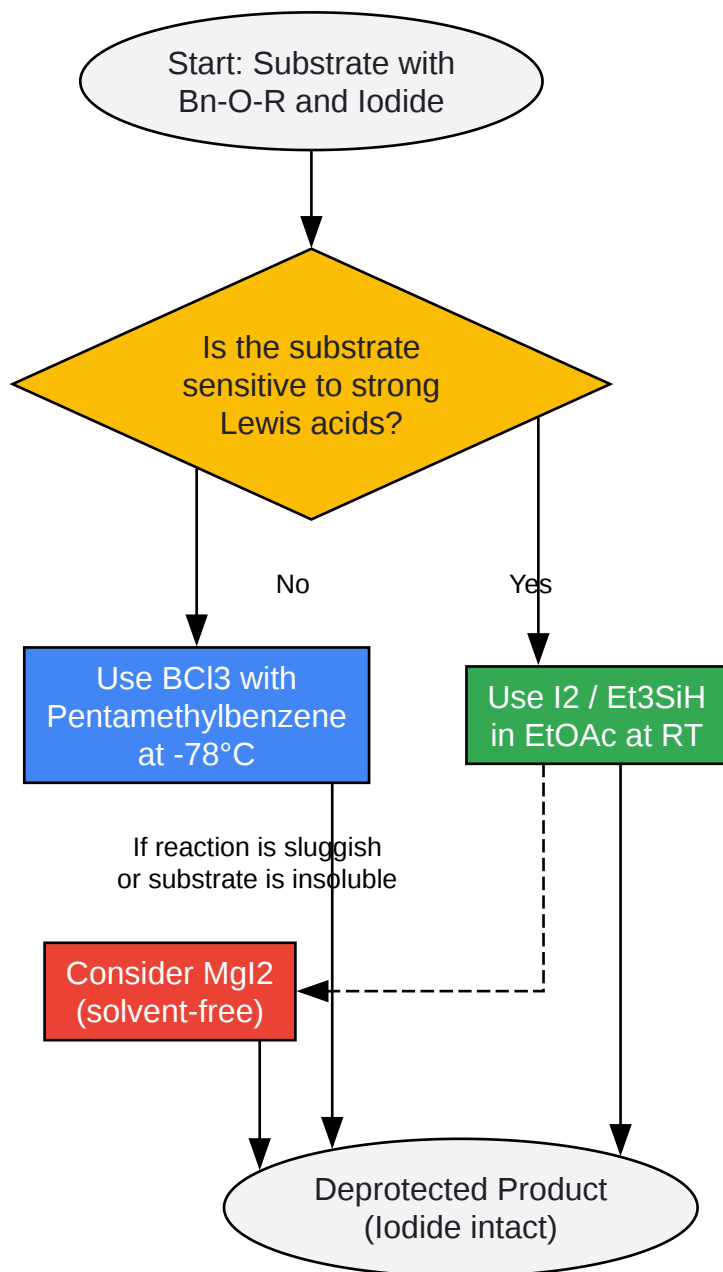 Start: Substrate with
Bn-O-R and Iodide
Is the substrate
sensitive to strong
Lewis acids?
No
Yes
Use BCl3 with
Pentamethylbenzene
at -78°C
Use I2 / Et3SiH
in EtOAc at RT
If reaction is sluggish
or substrate is insoluble
Consider MgI2
(solvent-free)
Deprotected Product
(Iodide intact)